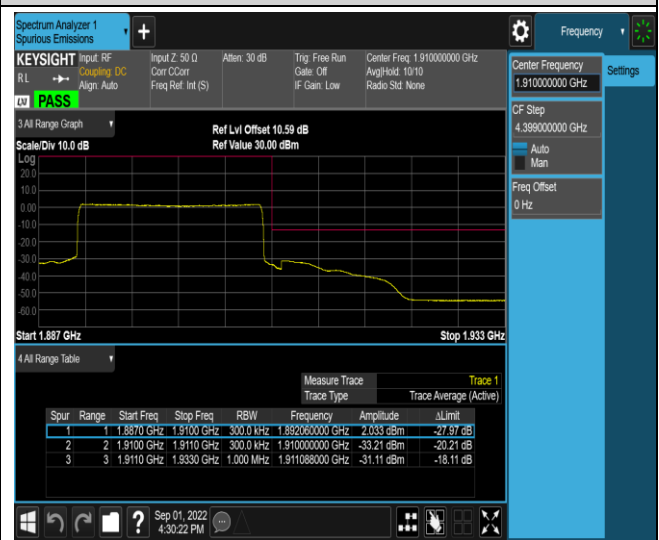 Spectrum Analyzer 1
Spurious Emissions
Frequency
KEYSIGHT
Input: RF
Coupling: DC
Align: Auto
Input Z: 50 Ω
Corr CCorr
Freq Ref: Int (S)
Atten: 30 dB
Trig: Free Run
Gate: Off
IF Gain: Low
Center Freq: 1.910000000 GHz
Avg|Hold: 10/10
Radio Std: None
RL
LXI
PASS
Center Frequency
1.910000000 GHz
Settings
CF Step
4.399000000 GHz
Auto
Man
Freq Offset
0 Hz
3 All Range Graph
Scale/Div 10.0 dB
Ref Lvl Offset 10.59 dB
Ref Value 30.00 dBm
Log
20.0
10.0
0.00
-10.0
-20.0
-30.0
-40.0
-50.0
-60.0
Start 1.887 GHz
Stop 1.933 GHz
4 All Range Table
Measure Trace Trace 1
Trace Type Trace Average (Active)
Spur Range Start Freq Stop Freq RBW Frequency Amplitude ΔLimit
1 1 1.8870 GHz 1.9100 GHz 300.0 kHz 1.892060000 GHz 2.033 dBm -27.97 dB
2 2 1.9100 GHz 1.9110 GHz 300.0 kHz 1.910000000 GHz -33.21 dBm -20.21 dB
3 3 1.9110 GHz 1.9330 GHz 1.000 MHz 1.911088000 GHz -31.11 dBm -18.11 dB
Sep 01, 2022
4:30:22 PM